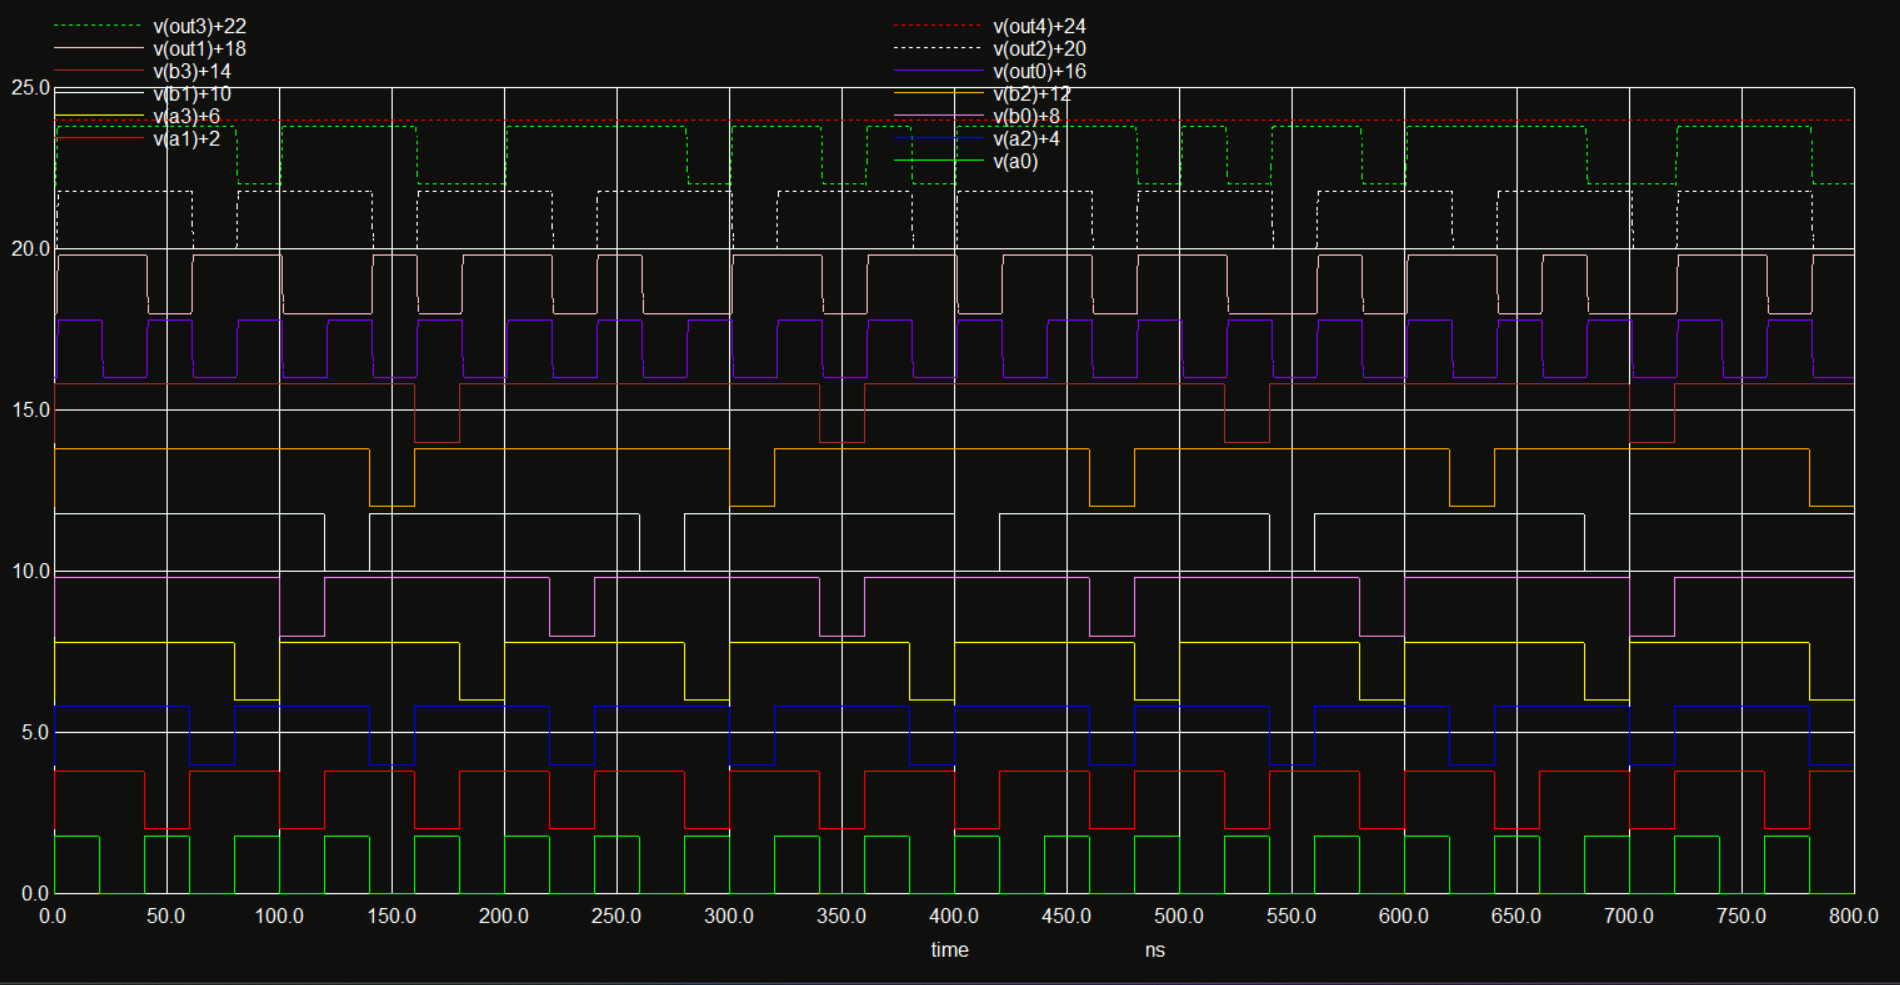 v(out3)+22 v(out4)+24
v(out1)+18 v(out2)+20
v(b3)+14 v(out0)+16
v(b1)+10 v(b2)+12
v(a3)+6 v(b0)+8
v(a1)+2 v(a2)+4
v(a0)
25.0
20.0
15.0
10.0
5.0
0.0
0.0 50.0 100.0 150.0 200.0 250.0 300.0 350.0 400.0 450.0 500.0 550.0 600.0 650.0 700.0 750.0 800.0
time ns